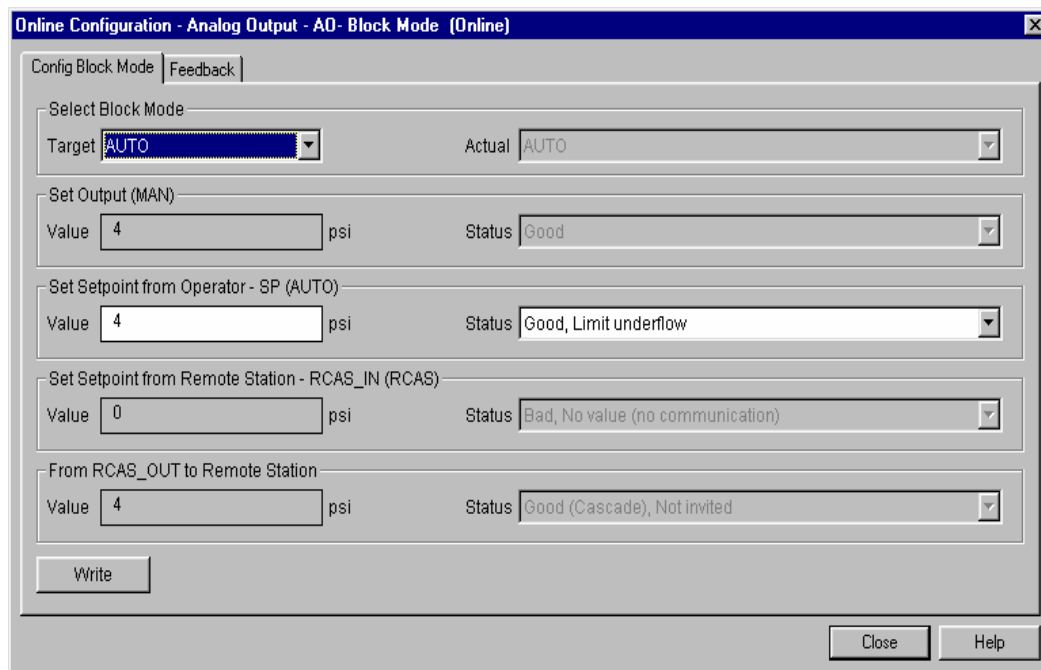 Online Configuration - Analog Output - AO- Block Mode (Online)
Config Block Mode Feedback
Select Block Mode
Target AUTO Actual AUTO
Set Output (MAN)
Value 4 psi Status Good
Set Setpoint from Operator - SP (AUTO)
Value 4 psi Status Good, Limit underflow
Set Setpoint from Remote Station - RCAS_IN (RCAS)
Value 0 psi Status Bad, No value (no communication)
From RCAS_OUT to Remote Station
Value 4 psi Status Good (Cascade), Not invited
Write
Close Help